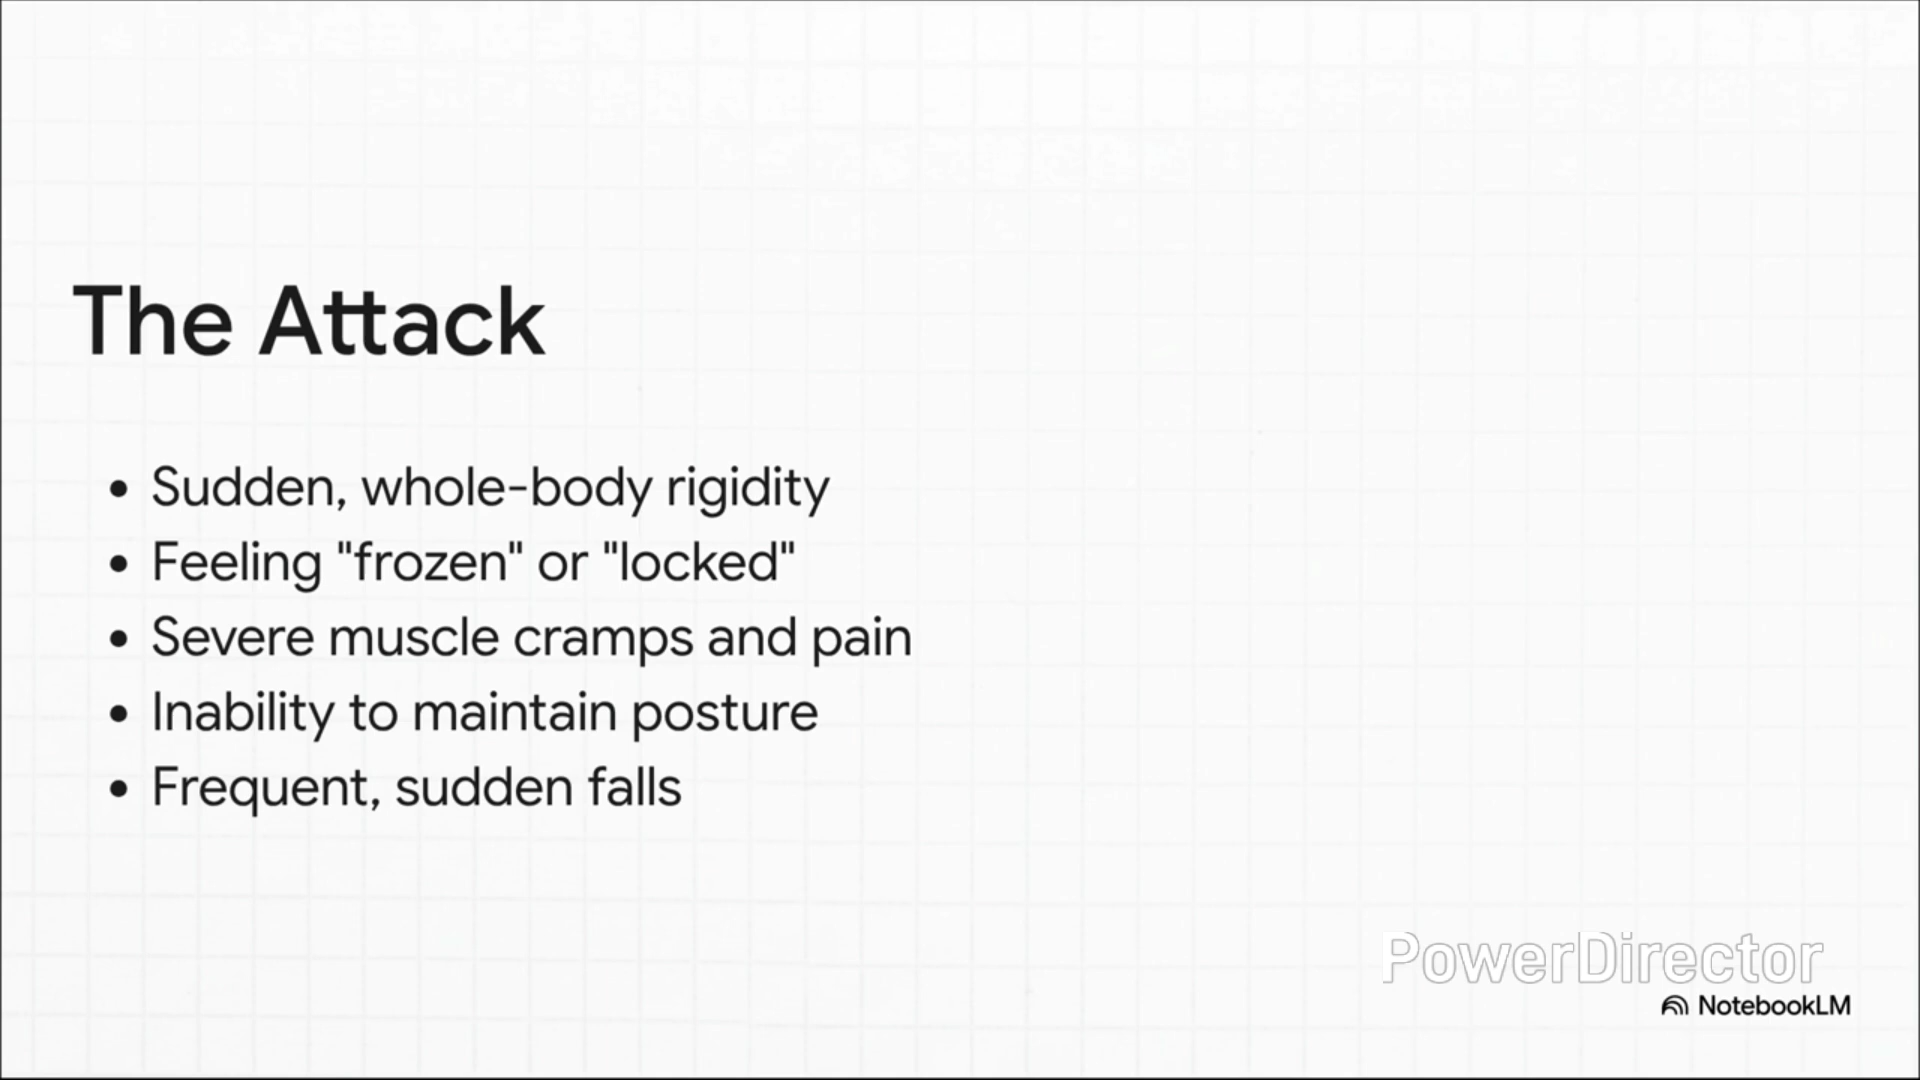 The Attack
• Sudden, whole-body rigidity
• Feeling "frozen" or "locked"
• Severe muscle cramps and pain
• Inability to maintain posture
• Frequent, sudden falls
PowerDirector
NotebookLM